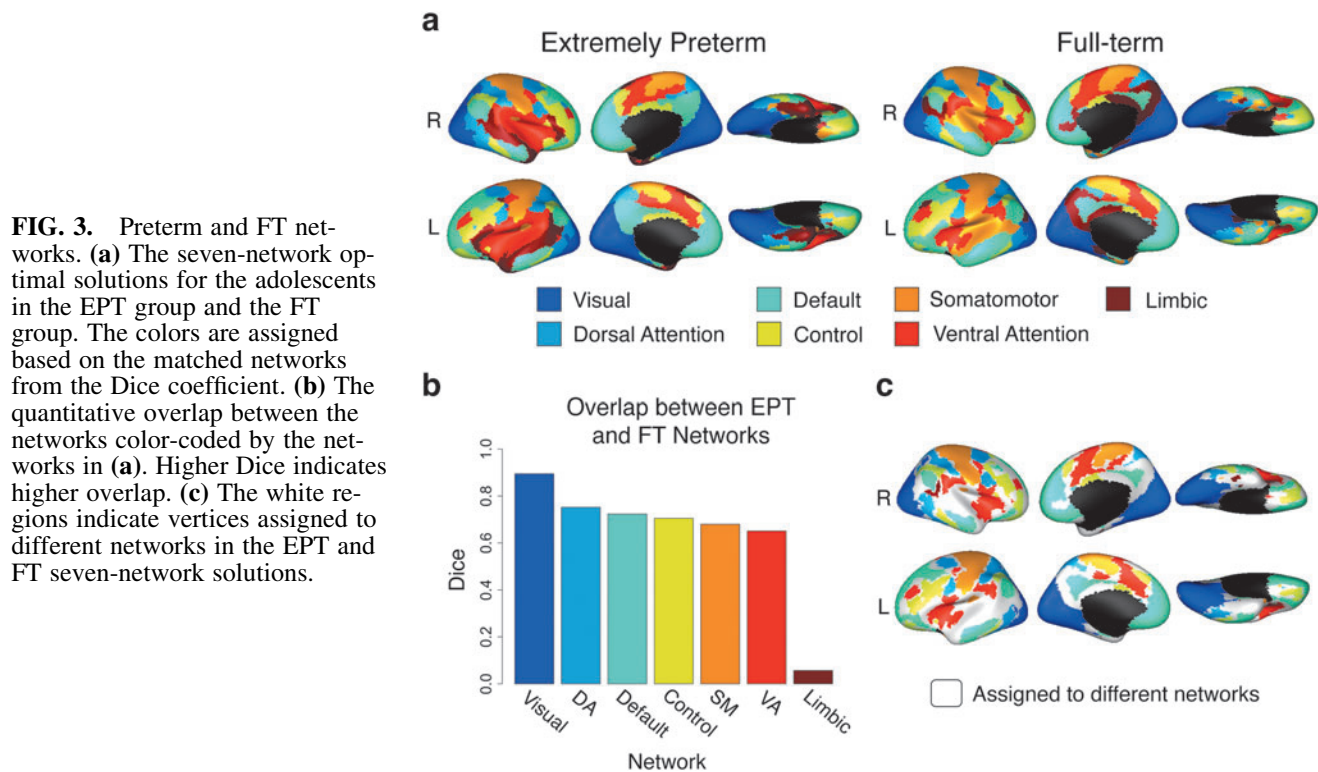 FIG. 3. Preterm and FT net-
works. (a) The seven-network op-
timal solutions for the adolescents
in the EPT group and the FT
group. The colors are assigned
based on the matched networks
from the Dice coefficient. (b) The
quantitative overlap between the
networks color-coded by the net-
works in (a). Higher Dice indicates
higher overlap. (c) The white re-
gions indicate vertices assigned to
different networks in the EPT and
FT seven-network solutions.
a
Extremely Preterm
Full-term
R
R
L
L
Visual
Default
Somatomotor
Limbic
Dorsal Attention
Control
Ventral Attention
b
Overlap between EPT
and FT Networks
Dice
1.0
0.8
0.6
0.4
0.2
0.0
Visual
DA
Default
Control
SM
VA
Limbic
Network
c
R
L
Assigned to different networks